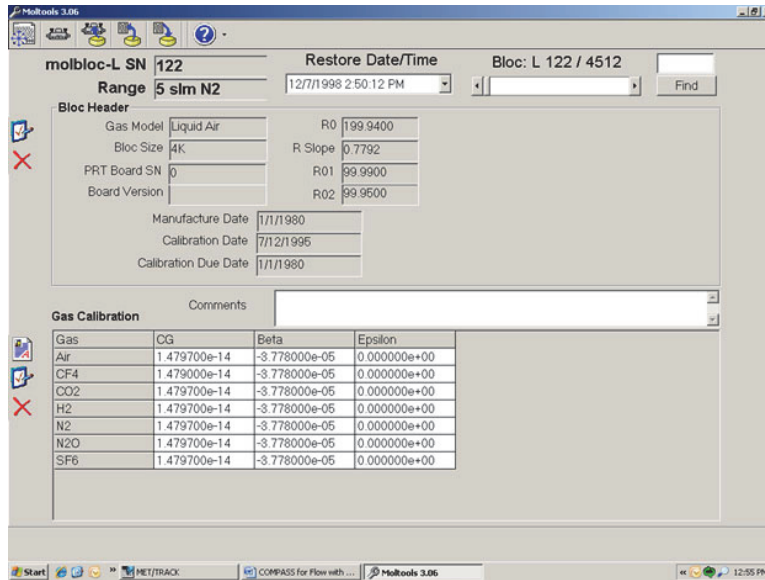 Moltools 3.06
molbloc-L SN 122
Range 5 slm N2
Restore Date/Time
12/7/1998 2:50:12 PM
Bloc: L 122 / 4512
Find
Bloc Header
Gas Model Liquid Air
Bloc Size 4K
PRT Board SN 0
Board Version
R0 199.9400
R Slope 0.7792
R01 99.9900
R02 99.9500
Manufacture Date 1/1/1980
Calibration Date 7/12/1995
Calibration Due Date 1/1/1980
Comments
Gas Calibration
Gas CG Beta Epsilon
Air 1.479700e-14 -3.778000e-05 0.000000e+00
CF4 1.479000e-14 -3.778000e-05 0.000000e+00
CO2 1.479700e-14 -3.778000e-05 0.000000e+00
H2 1.479700e-14 -3.778000e-05 0.000000e+00
N2 1.479700e-14 -3.778000e-05 0.000000e+00
N2O 1.479700e-14 -3.778000e-05 0.000000e+00
SF6 1.479700e-14 -3.778000e-05 0.000000e+00
Start MET/TRACK COMPASS for Flow with ... Moltools 3.06 12:55 PM